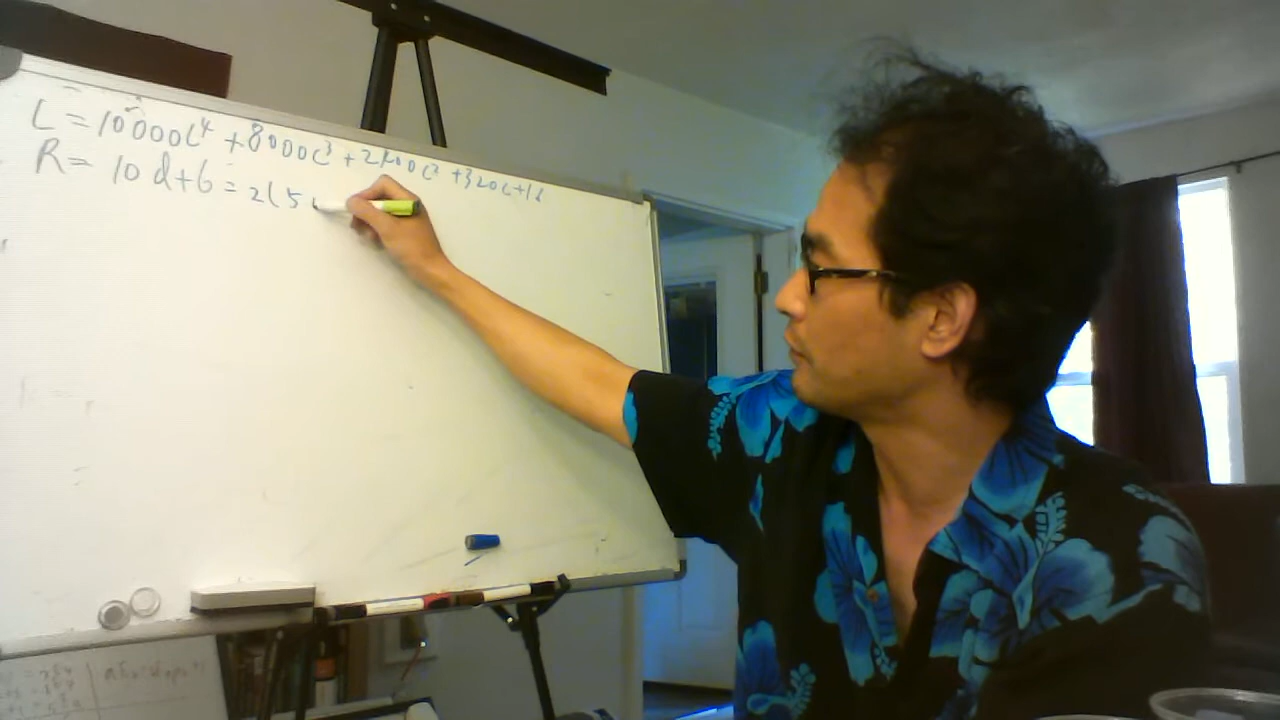 L = 10000c⁴ + 8000c³ + 2400c² + 320c + 16
R = 10d + 6 = 2(5